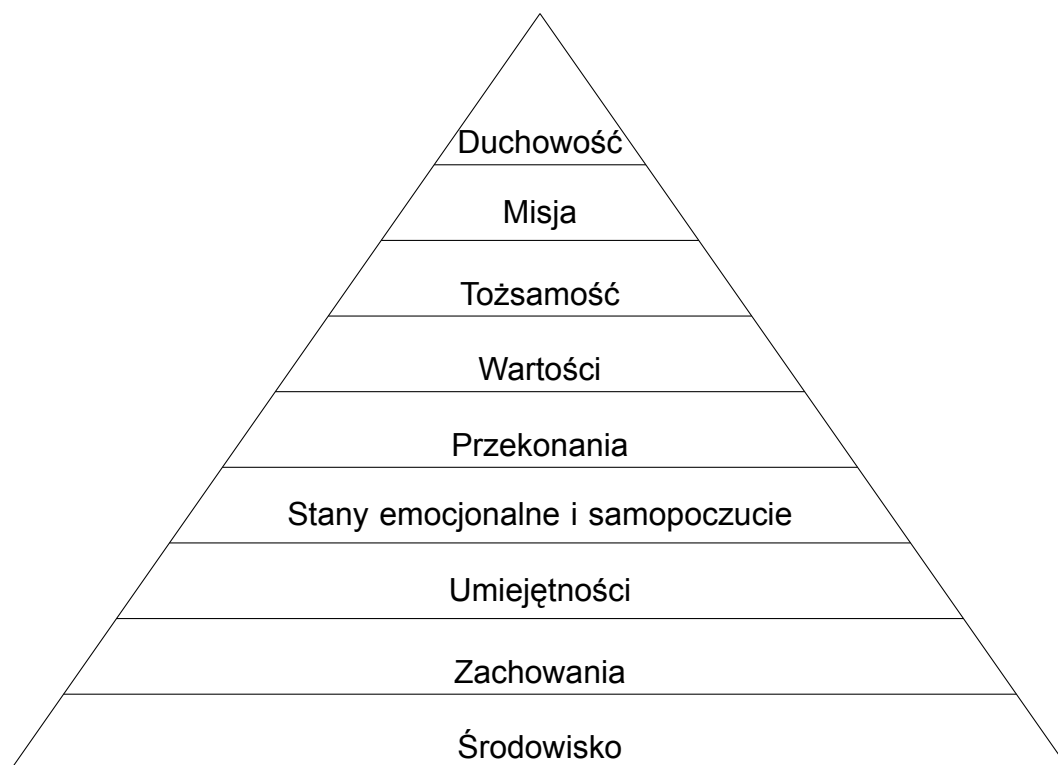 Duchowość
Misja
Tożsamość
Wartości
Przekonania
Stany emocjonalne i samopoczucie
Umiejętności
Zachowania
Środowisko